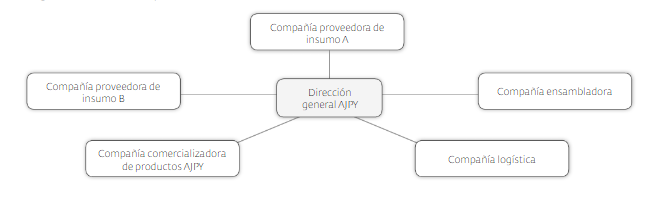 Compañía proveedora de
insumo A
Compañía proveedora de
insumo B
Dirección
general AJPY
Compañía ensambladora
Compañía comercializadora
de productos AJPY
Compañía logística